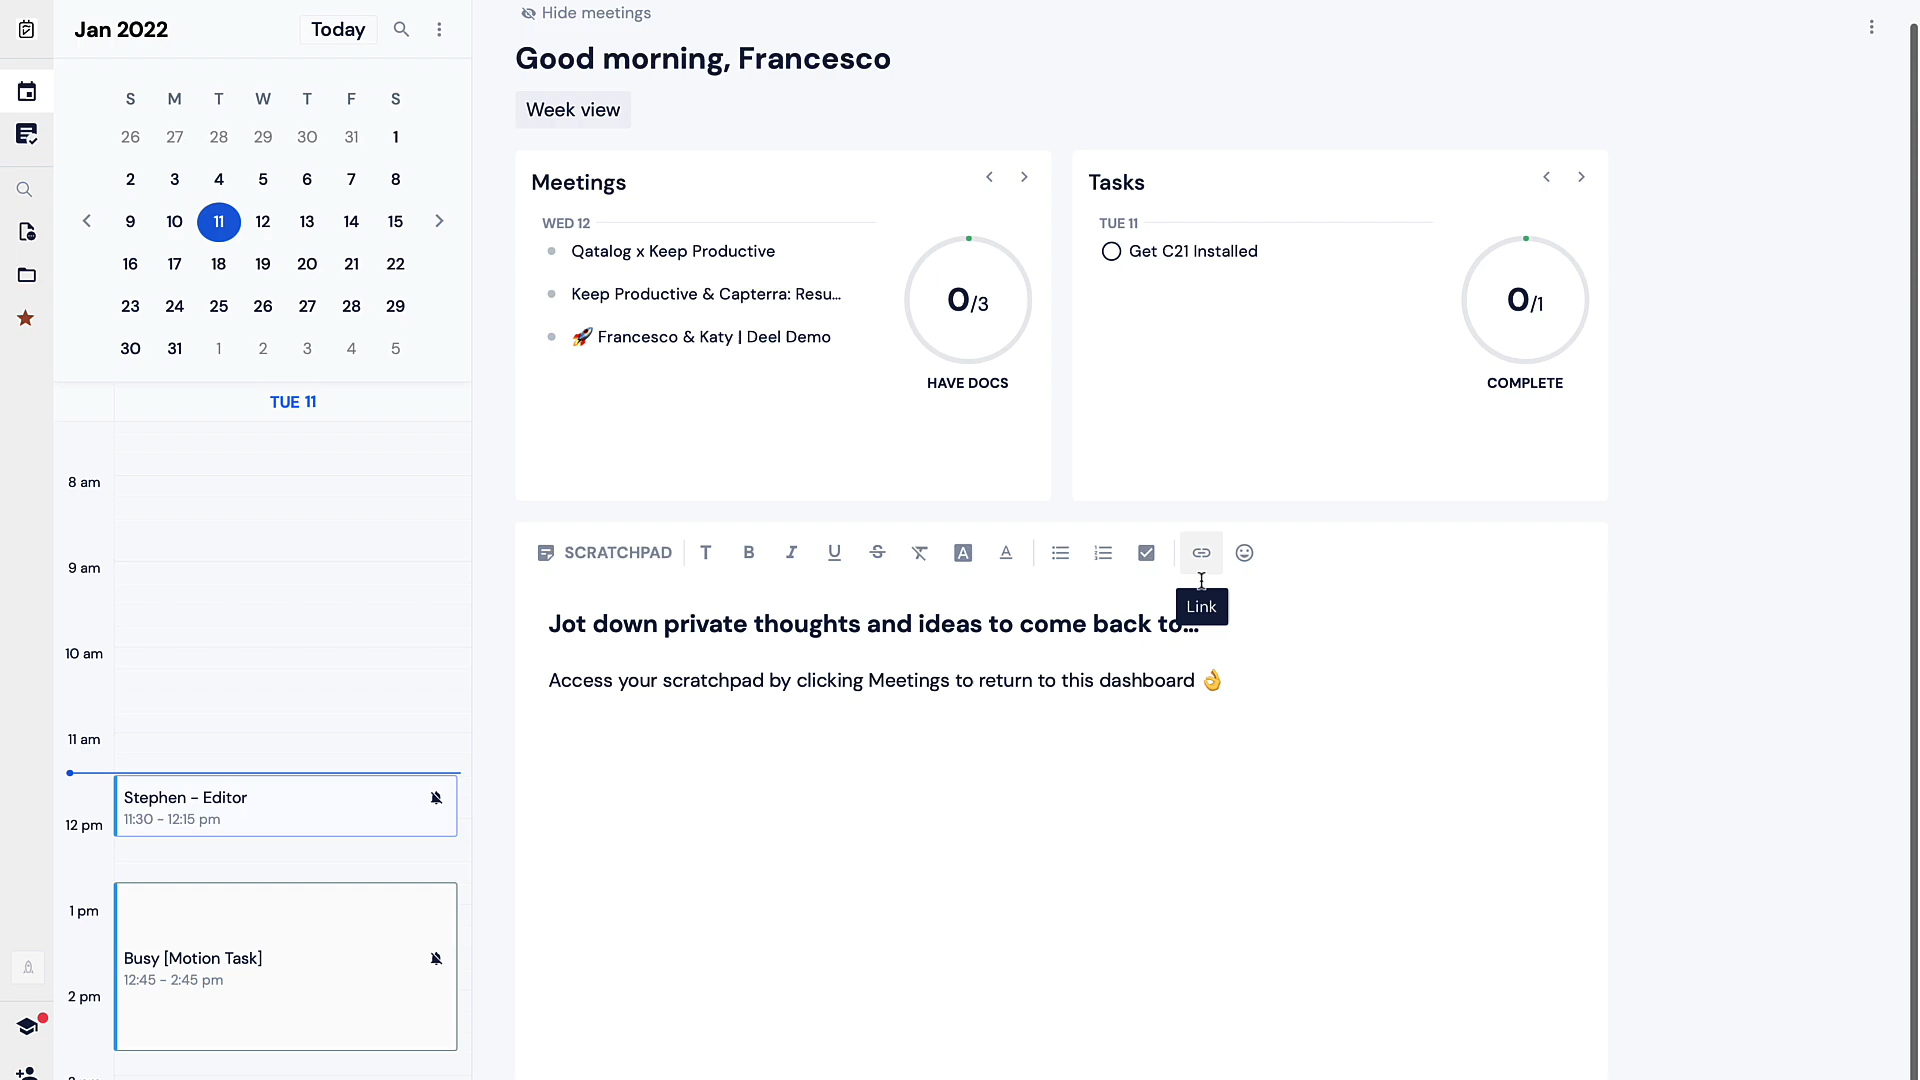 Jan 2022
Today
S M T W T F S
26 27 28 29 30 31 1
2 3 4 5 6 7 8
9 10 11 12 13 14 15
16 17 18 19 20 21 22
23 24 25 26 27 28 29
30 31 1 2 3 4 5
TUE 11
8 am
9 am
10 am
11 am
Stephen - Editor
11:30 - 12:15 pm
12 pm
1 pm
Busy [Motion Task]
12:45 - 2:45 pm
2 pm
Hide meetings
Good morning, Francesco
Week view
Meetings
WED 12
Qatalog x Keep Productive
Keep Productive & Capterra: Resu...
🚀 Francesco & Katy | Deel Demo
0/3
HAVE DOCS
Tasks
TUE 11
Get C21 Installed
0/1
COMPLETE
SCRATCHPAD T B I U S A A
Link
Jot down private thoughts and ideas to come back to...
Access your scratchpad by clicking Meetings to return to this dashboard 👌